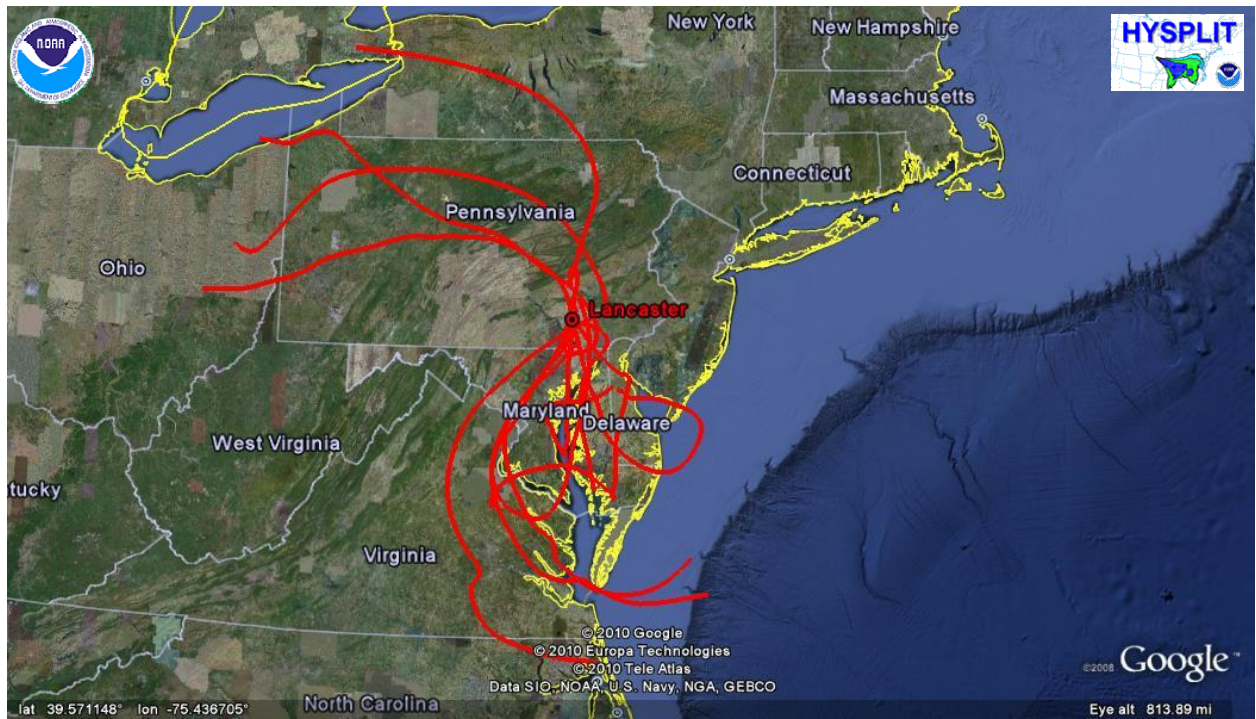 NOAA
New York
New Hampshire
HYSPLIT
Massachusetts
Connecticut
Pennsylvania
Ohio
Lancaster
Maryland
Delaware
West Virginia
tucky
Virginia
© 2010 Google
© 2010 Europa Technologies
© 2010 Tele Atlas
Data SIO, NOAA, U.S. Navy, NGA, GEBCO
©2008 Google™
North Carolina
lat 39.571148° lon -75.436705°
Eye alt 813.89 mi